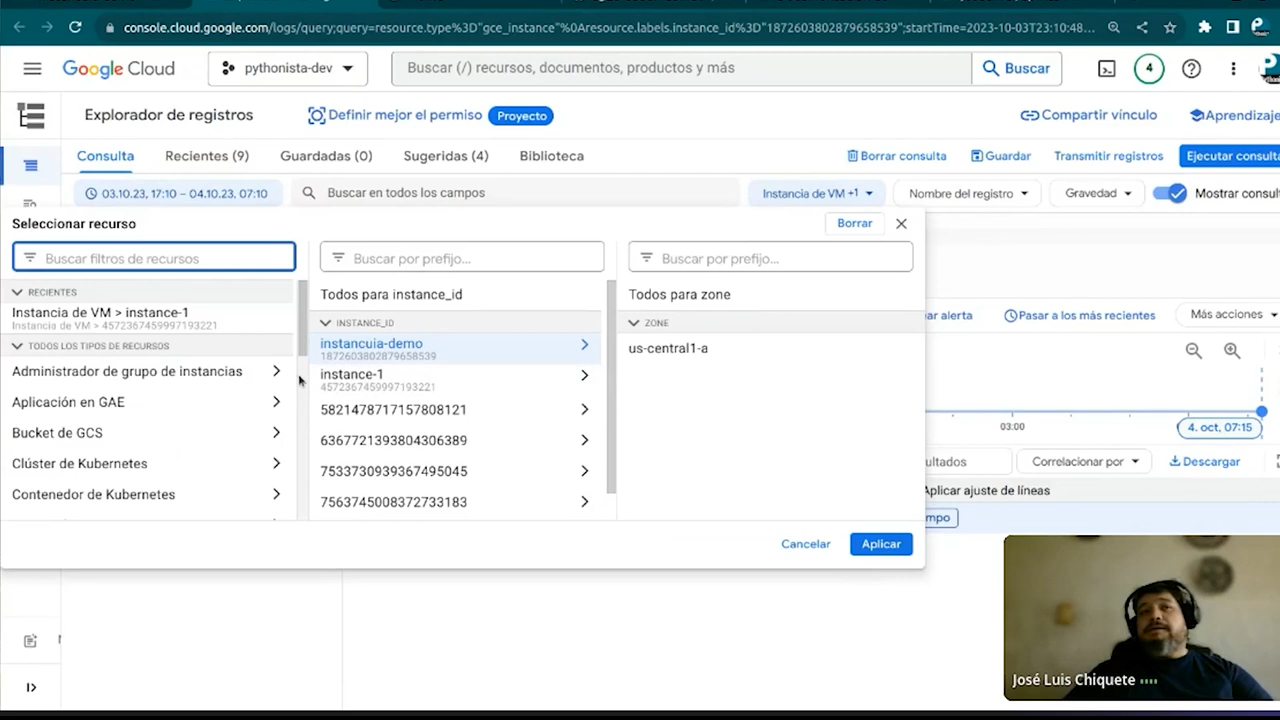 console.cloud.google.com/logs/query;query=resource.type%3D"gce_instance"%0Aresource.labels.instance_id%3D"1872603802879658539";startTime=2023-10-03T23:10:48...
Google Cloud
pythonista-dev
Buscar (/) recursos, documentos, productos y más
Buscar
4
Explorador de registros
Definir mejor el permiso
Proyecto
Compartir vínculo
Aprendizaje
Consulta
Recientes (9)
Guardadas (0)
Sugeridas (4)
Biblioteca
Borrar consulta
Guardar
Transmitir registros
Ejecutar consulta
03.10.23, 17:10 – 04.10.23, 07:10
Buscar en todos los campos
Instancia de VM +1
Nombre del registro
Gravedad
Mostrar consul
Seleccionar recurso
Borrar
Buscar filtros de recursos
Buscar por prefijo...
Buscar por prefijo...
RECIENTES
Instancia de VM > instance-1
Instancia de VM > 4572367459997193221
TODOS LOS TIPOS DE RECURSOS
Administrador de grupo de instancias
Aplicación en GAE
Bucket de GCS
Clúster de Kubernetes
Contenedor de Kubernetes
Todos para instance_id
INSTANCE_ID
instancuia-demo
1872603802879658539
instance-1
4572367459997193221
5821478717157808121
6367721393804306389
7533730939367495045
7563745008372733183
Todos para zone
ZONE
us-central1-a
Cancelar
Aplicar
ar alerta
Pasar a los más recientes
Más acciones
03:00
4. oct, 07:15
ultados
Correlacionar por
Descargar
Aplicar ajuste de líneas
mpo
José Luis Chiquete